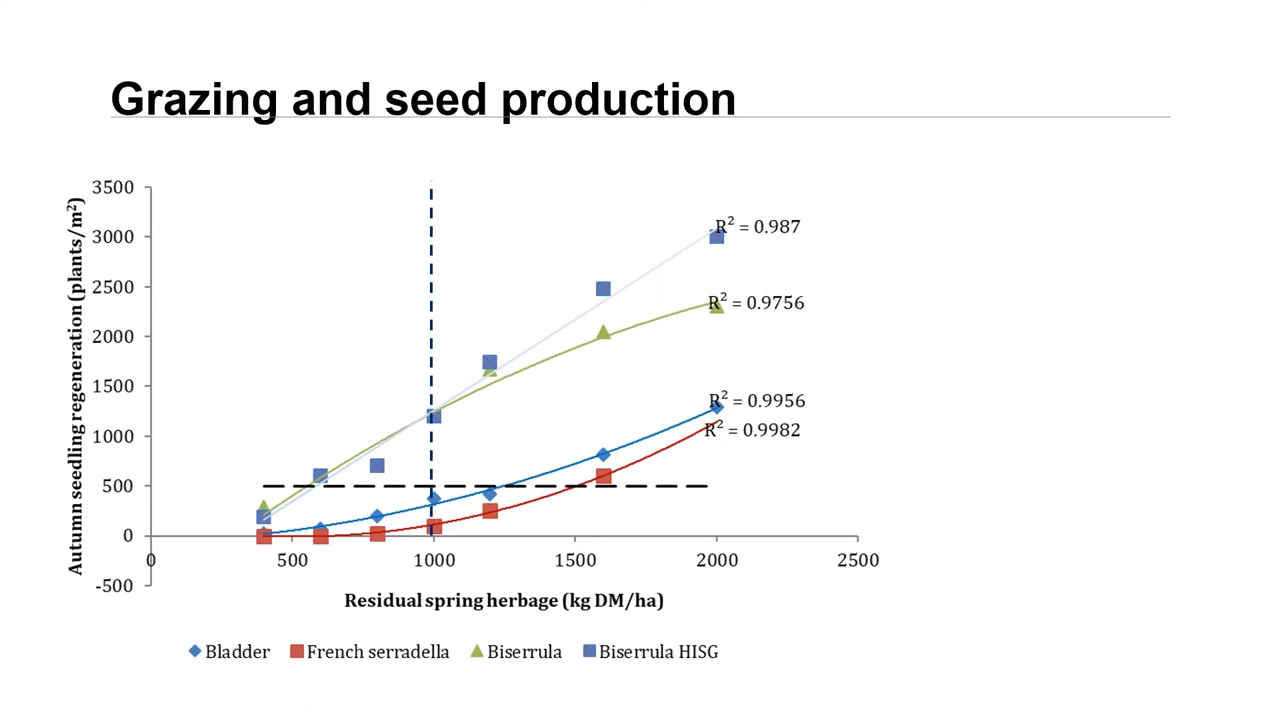 Grazing and seed production
Autumn seedling regeneration (plants/m²)
3500
3000
2500
2000
1500
1000
500
0
-500
R² = 0.987
R² = 0.9756
R² = 0.9956
R² = 0.9982
0 500 1000 1500 2000 2500
Residual spring herbage (kg DM/ha)
Bladder French serradella Biserrula Biserrula HISG